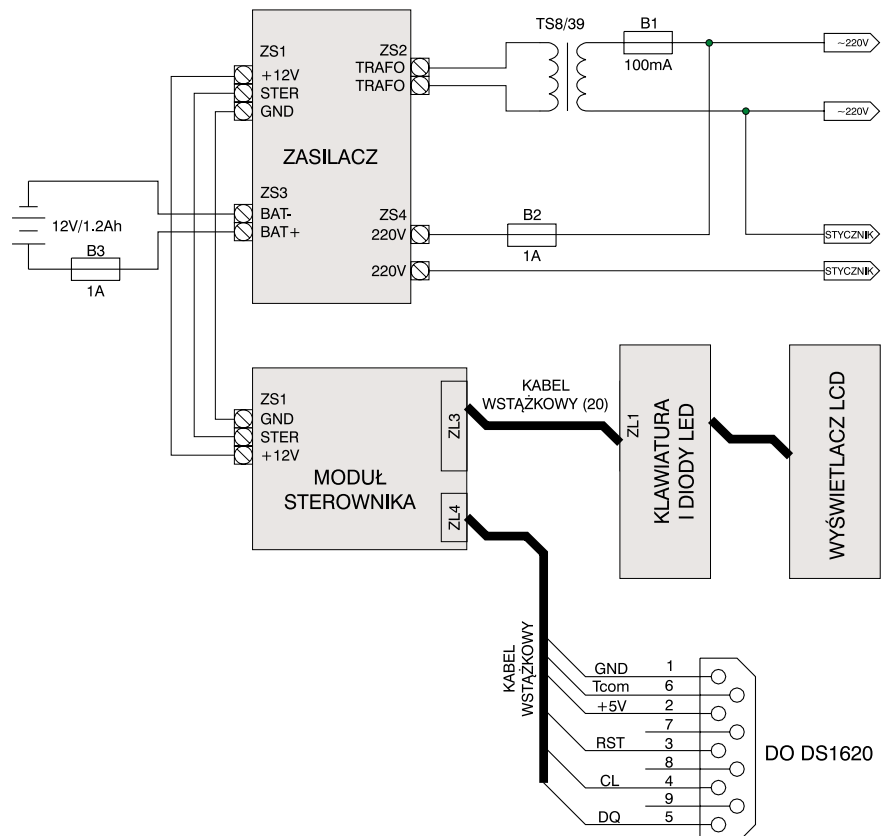 TS8/39
B1
100mA
~220V
~220V
ZS1
+12V
STER
GND
ZS2
TRAFO
TRAFO
ZASILACZ
ZS3
BAT-
BAT+
ZS4
220V
220V
B2
1A
STYCZNIK
STYCZNIK
12V/1.2Ah
B3
1A
ZS1
GND
STER
+12V
MODUŁ
STEROWNIKA
ZL3
ZL4
KABEL
WSTĄŻKOWY (20)
ZL1
KLAWIATURA
I DIODY LED
WYŚWIETLACZ LCD
KABEL
WSTĄŻKOWY
GND 1
Tcom 6
+5V 2
7
RST 3
8
CL 4
9
DQ 5
DO DS1620